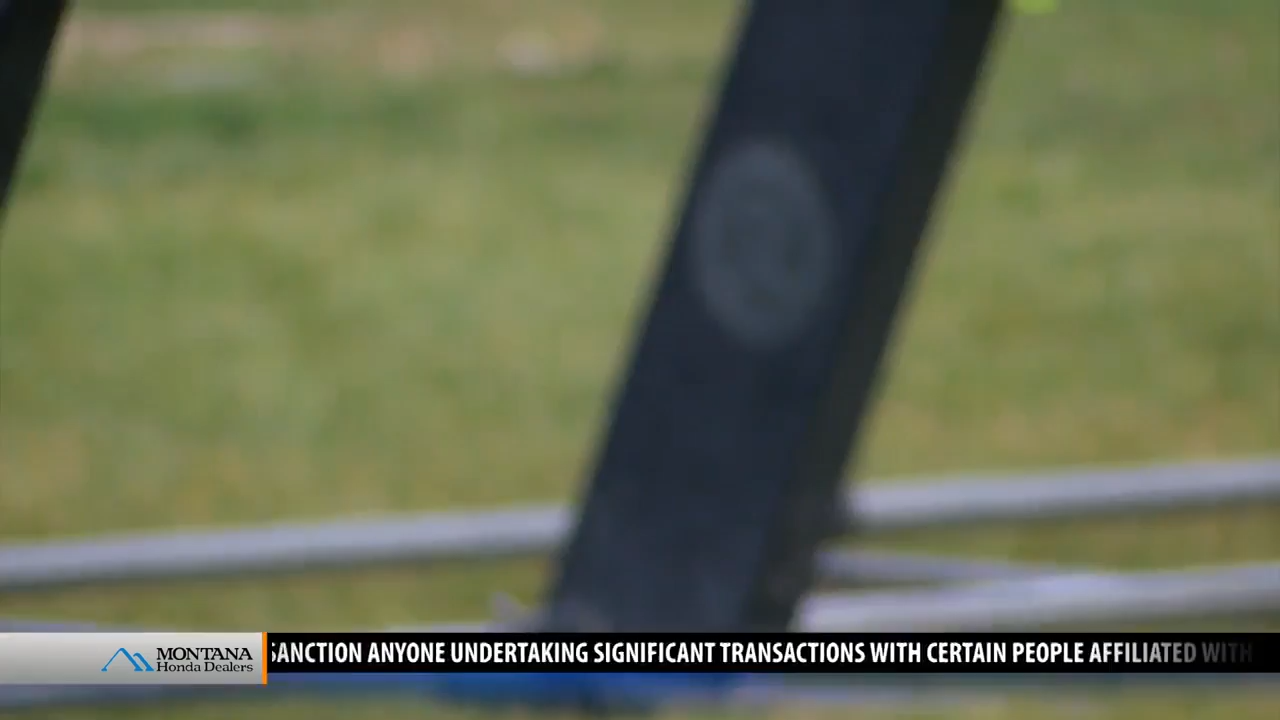 MONTANA
Honda Dealers
SANCTION ANYONE UNDERTAKING SIGNIFICANT TRANSACTIONS WITH CERTAIN PEOPLE AFFILIATED WITH